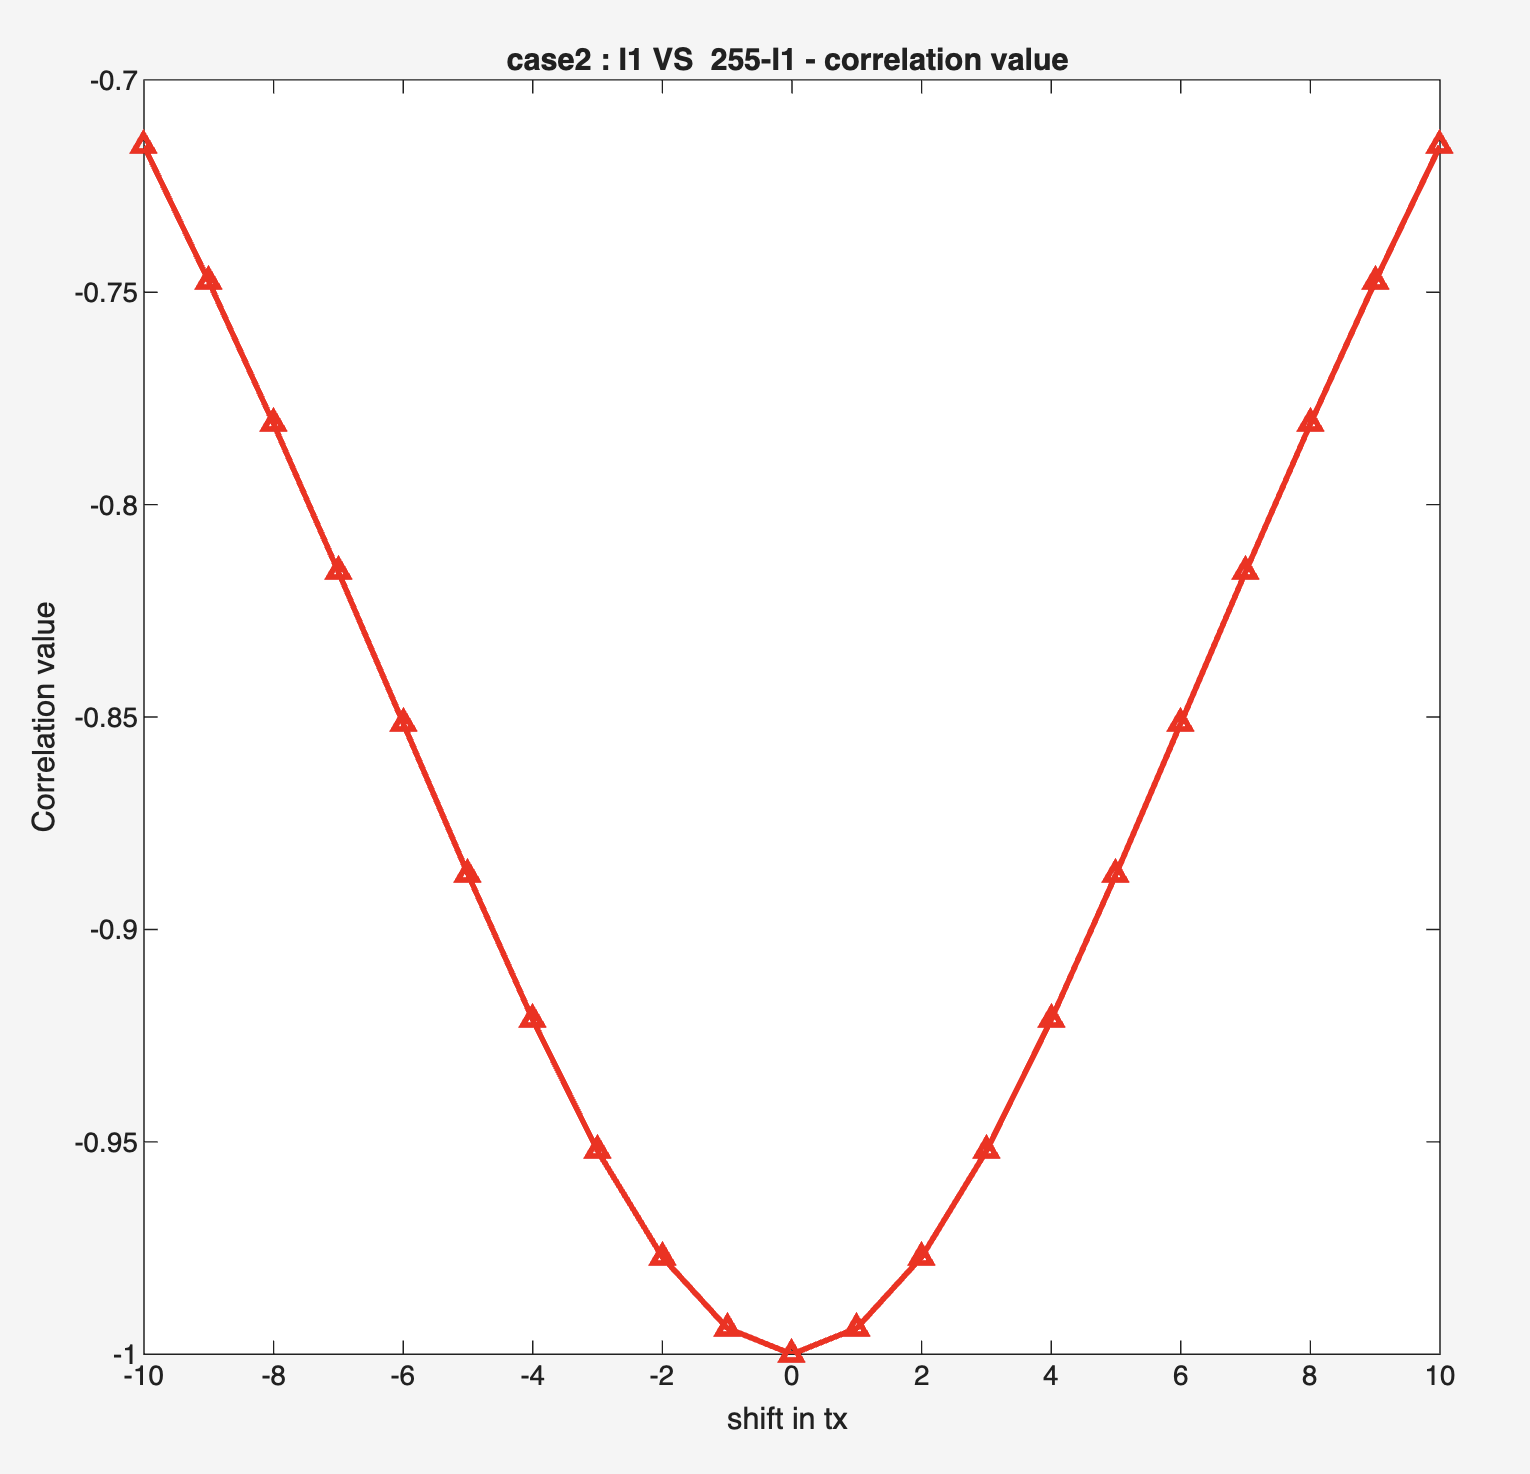 case2 : I1 VS  255-I1 - correlation value
-0.7
-0.75
-0.8
-0.85
-0.9
-0.95
-1
Correlation value
-10 -8 -6 -4 -2 0 2 4 6 8 10
shift in tx